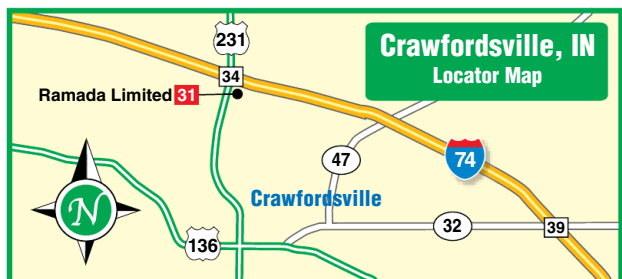 231
Crawfordsville, IN
Locator Map
34
Ramada Limited 31
47
74
Crawfordsville
N
32
39
136